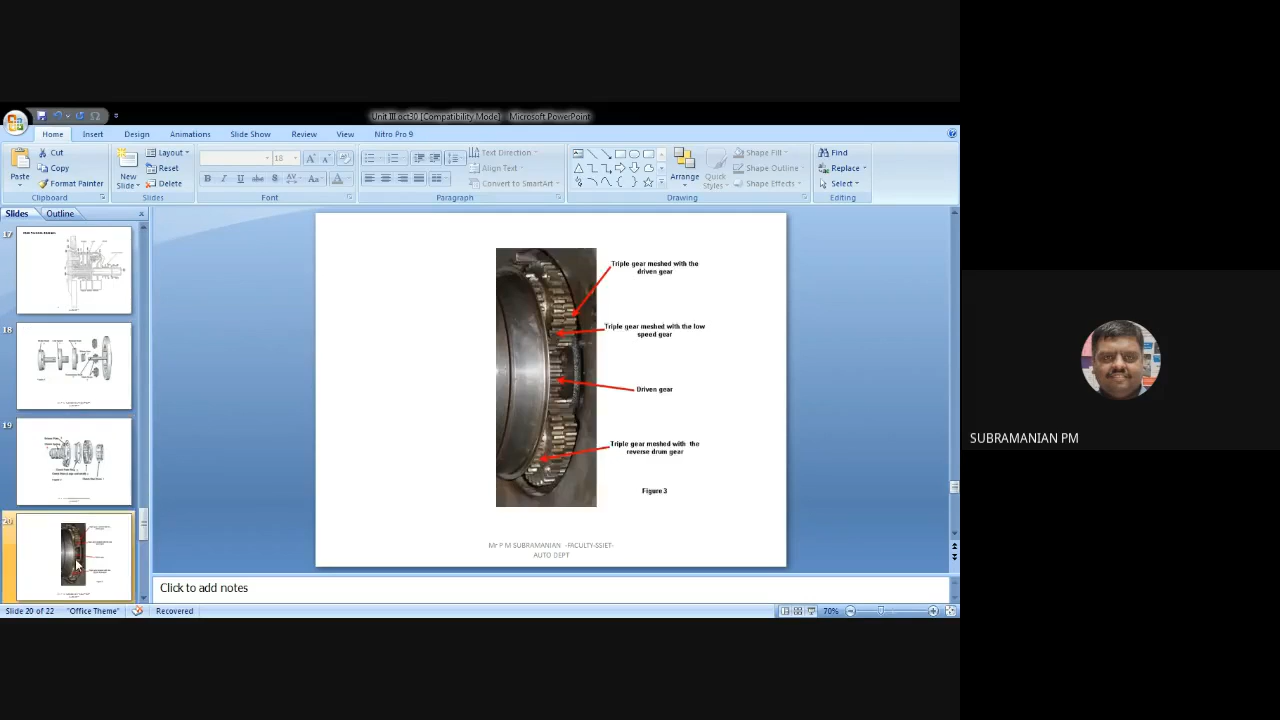 Unit III oct30 [Compatibility Mode] - Microsoft PowerPoint
Home Insert Design Animations Slide Show Review View Nitro Pro 9
Paste
Cut
Copy
Format Painter
Clipboard
New
Slide
Layout
Reset
Delete
Slides
18
Font
Text Direction
Align Text
Convert to SmartArt
Paragraph
Arrange
Quick
Styles
Shape Fill
Shape Outline
Shape Effects
Drawing
Find
Replace
Select
Editing
Slides Outline
17
18
19
20
Triple gear meshed with the
driven gear
Triple gear meshed with the low
speed gear
Driven gear
Triple gear meshed with the
reverse drum gear
Figure 3
Mr P M SUBRAMANIAN -FACULTY-SSIET-
AUTO DEPT
Click to add notes
Slide 20 of 22 "Office Theme" Recovered 70%
SUBRAMANIAN PM